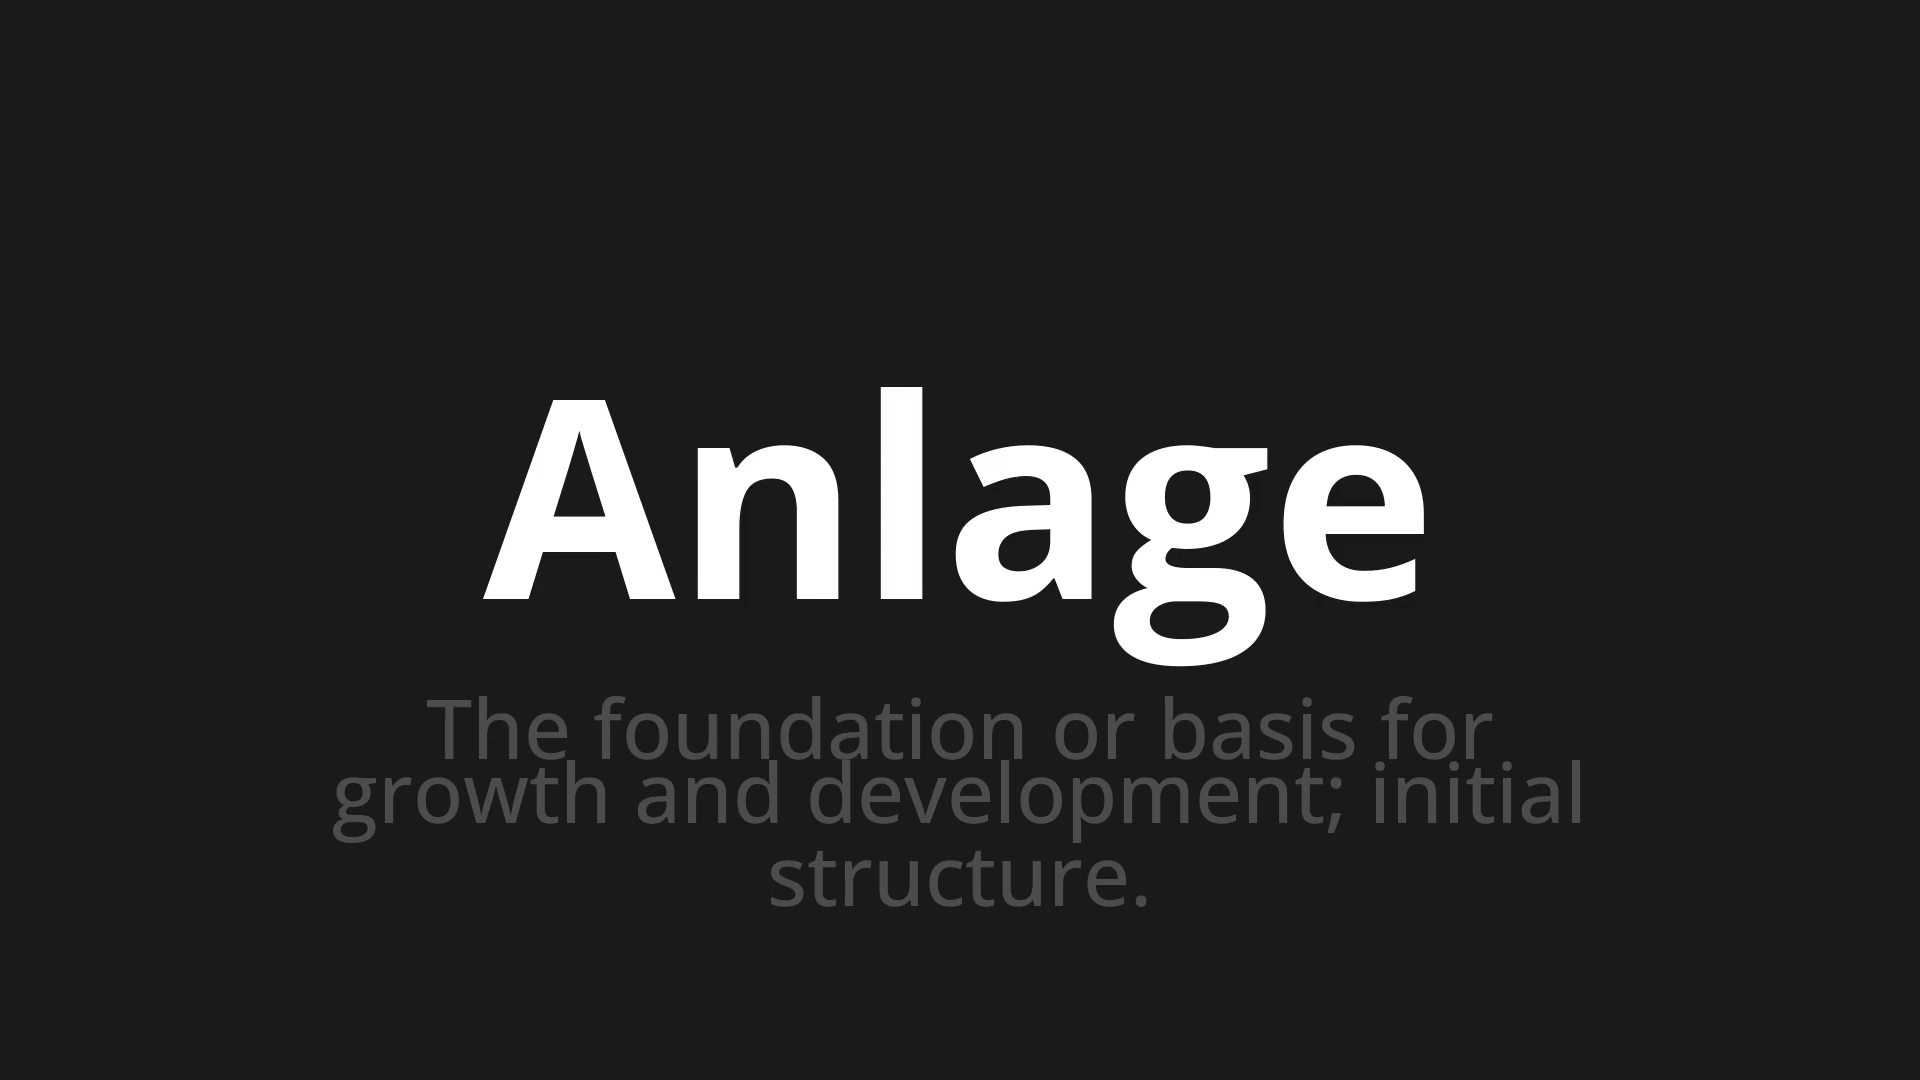 Anlage
The foundation or basis for
growth and development; initial
structure.